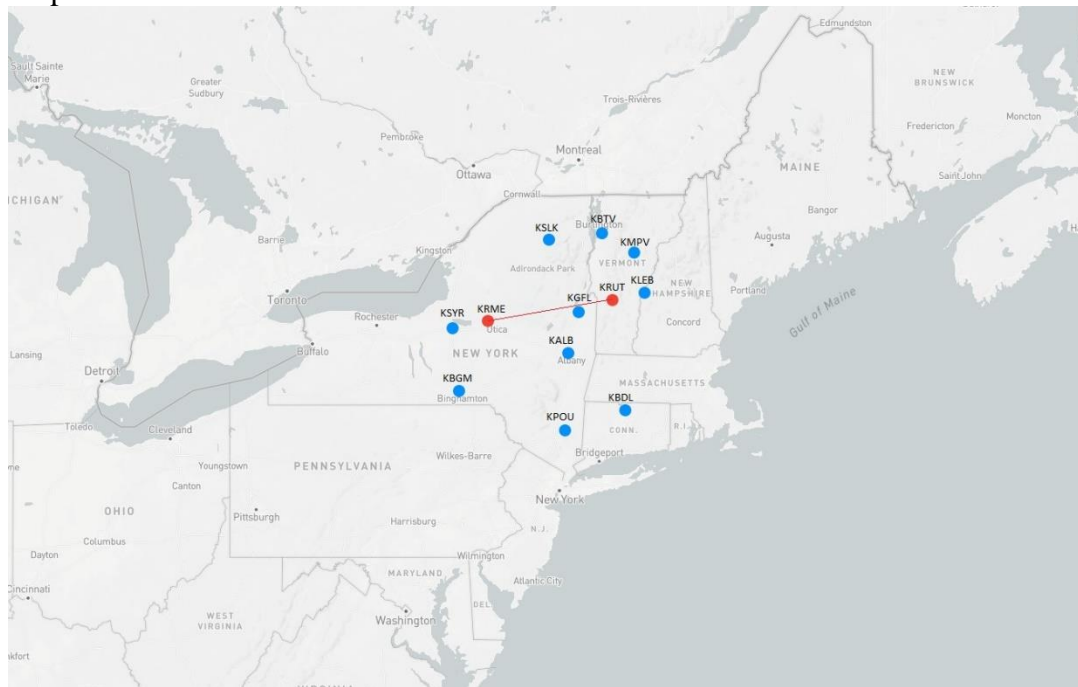 Edmundston
Sault Sainte
Marie
Greater
Sudbury
NEW
BRUNSWICK
Trois-Rivières
Moncton
Fredericton
Pembroke
Montreal
MAINE
Ottawa
Saint John
Cornwall
ICHIGAN
Bangor
KBTV
Burlington
KSLK
Augusta
Barrie
Kingston
KMPV
VERMONT
Adirondack Park
KLEB
NEW
HAMPSHIRE
Portland
KRUT
KGFL
Toronto
KRME
KSYR
Rochester
Utica
Concord
Gulf of Maine
KALB
Albany
Buffalo
NEW YORK
Lansing
Detroit
KBGM
Binghamton
MASSACHUSETTS
KBDL
KPOU
CONN.
R.I.
Toledo
Cleveland
Bridgeport
Wilkes-Barre
Youngstown
PENNSYLVANIA
Canton
New York
OHIO
Pittsburgh
Harrisburg
N.J.
Columbus
Dayton
Wilmington
MARYLAND
Atlantic City
Cincinnati
DEL.
WEST
VIRGINIA
Washington
nkfort